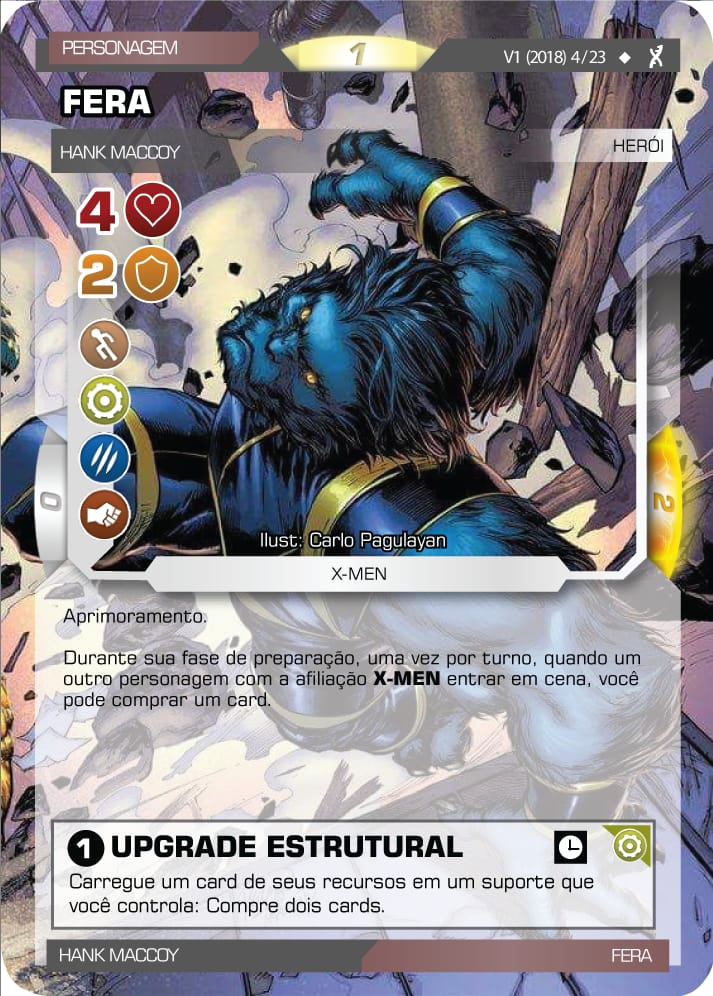 PERSONAGEM
1
V1 (2018) 4/23
FERA
HANK MACCOY
HERÓI
4
2
0
2
Ilust: Carlo Pagulayan
X-MEN
Aprimoramento.
Durante sua fase de preparação, uma vez por turno, quando um
outro personagem com a afiliação X-MEN entrar em cena, você
pode comprar um card.
1 UPGRADE ESTRUTURAL
Carregue um card de seus recursos em um suporte que
você controla: Compre dois cards.
HANK MACCOY
FERA